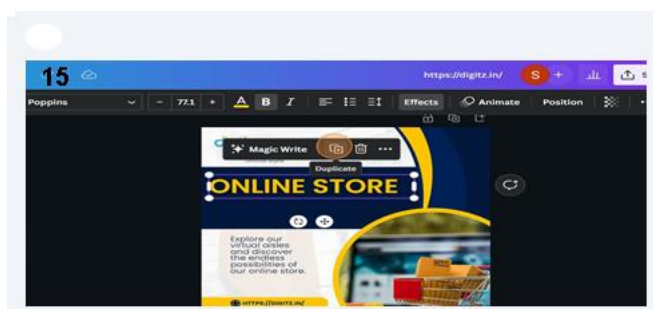 15
https://digitz.in/
S +
Poppins - 77.1 + A B I Effects Animate Position
Magic Write
Duplicate
ONLINE STORE
Explore our
virtual aisles
and discover
the endless
possibilities of
our online store.
HTTPS://DIGITZ.IN/